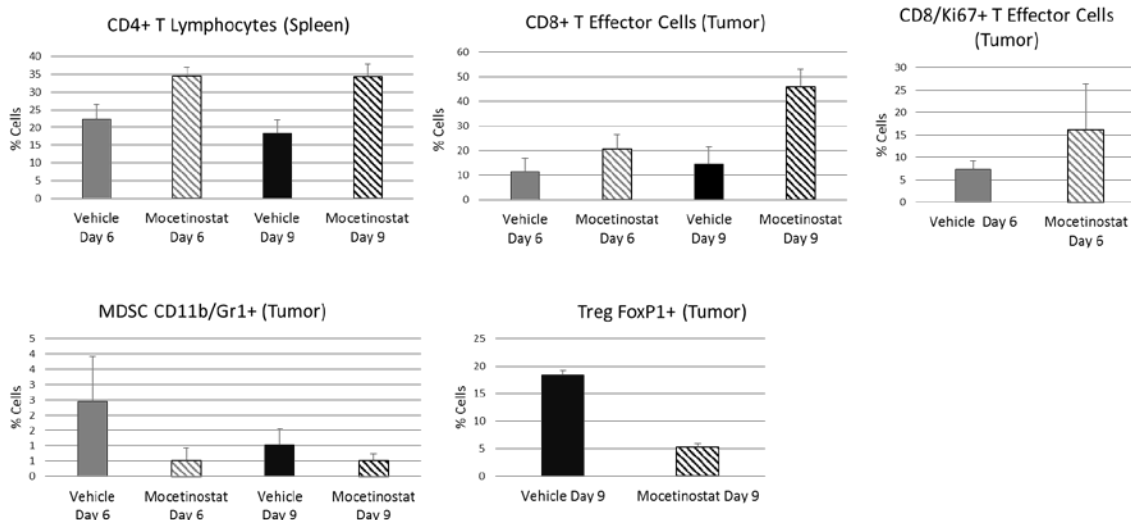 CD4+ T Lymphocytes (Spleen)
% Cells
40
35
30
25
20
15
10
5
0
Vehicle Day 6
Mocetinostat Day 6
Vehicle Day 9
Mocetinostat Day 9
CD8+ T Effector Cells (Tumor)
% Cells
60
50
40
30
20
10
0
Vehicle Day 6
Mocetinostat Day 6
Vehicle Day 9
Mocetinostat Day 9
CD8/Ki67+ T Effector Cells
(Tumor)
% Cells
30
25
20
15
10
5
0
Vehicle Day 6
Mocetinostat Day 6
MDSC CD11b/Gr1+ (Tumor)
% Cells
5
4
4
3
3
2
2
1
1
0
Vehicle Day 6
Mocetinostat Day 6
Vehicle Day 9
Mocetinostat Day 9
Treg FoxP1+ (Tumor)
% Cells
25
20
15
10
5
0
Vehicle Day 9
Mocetinostat Day 9